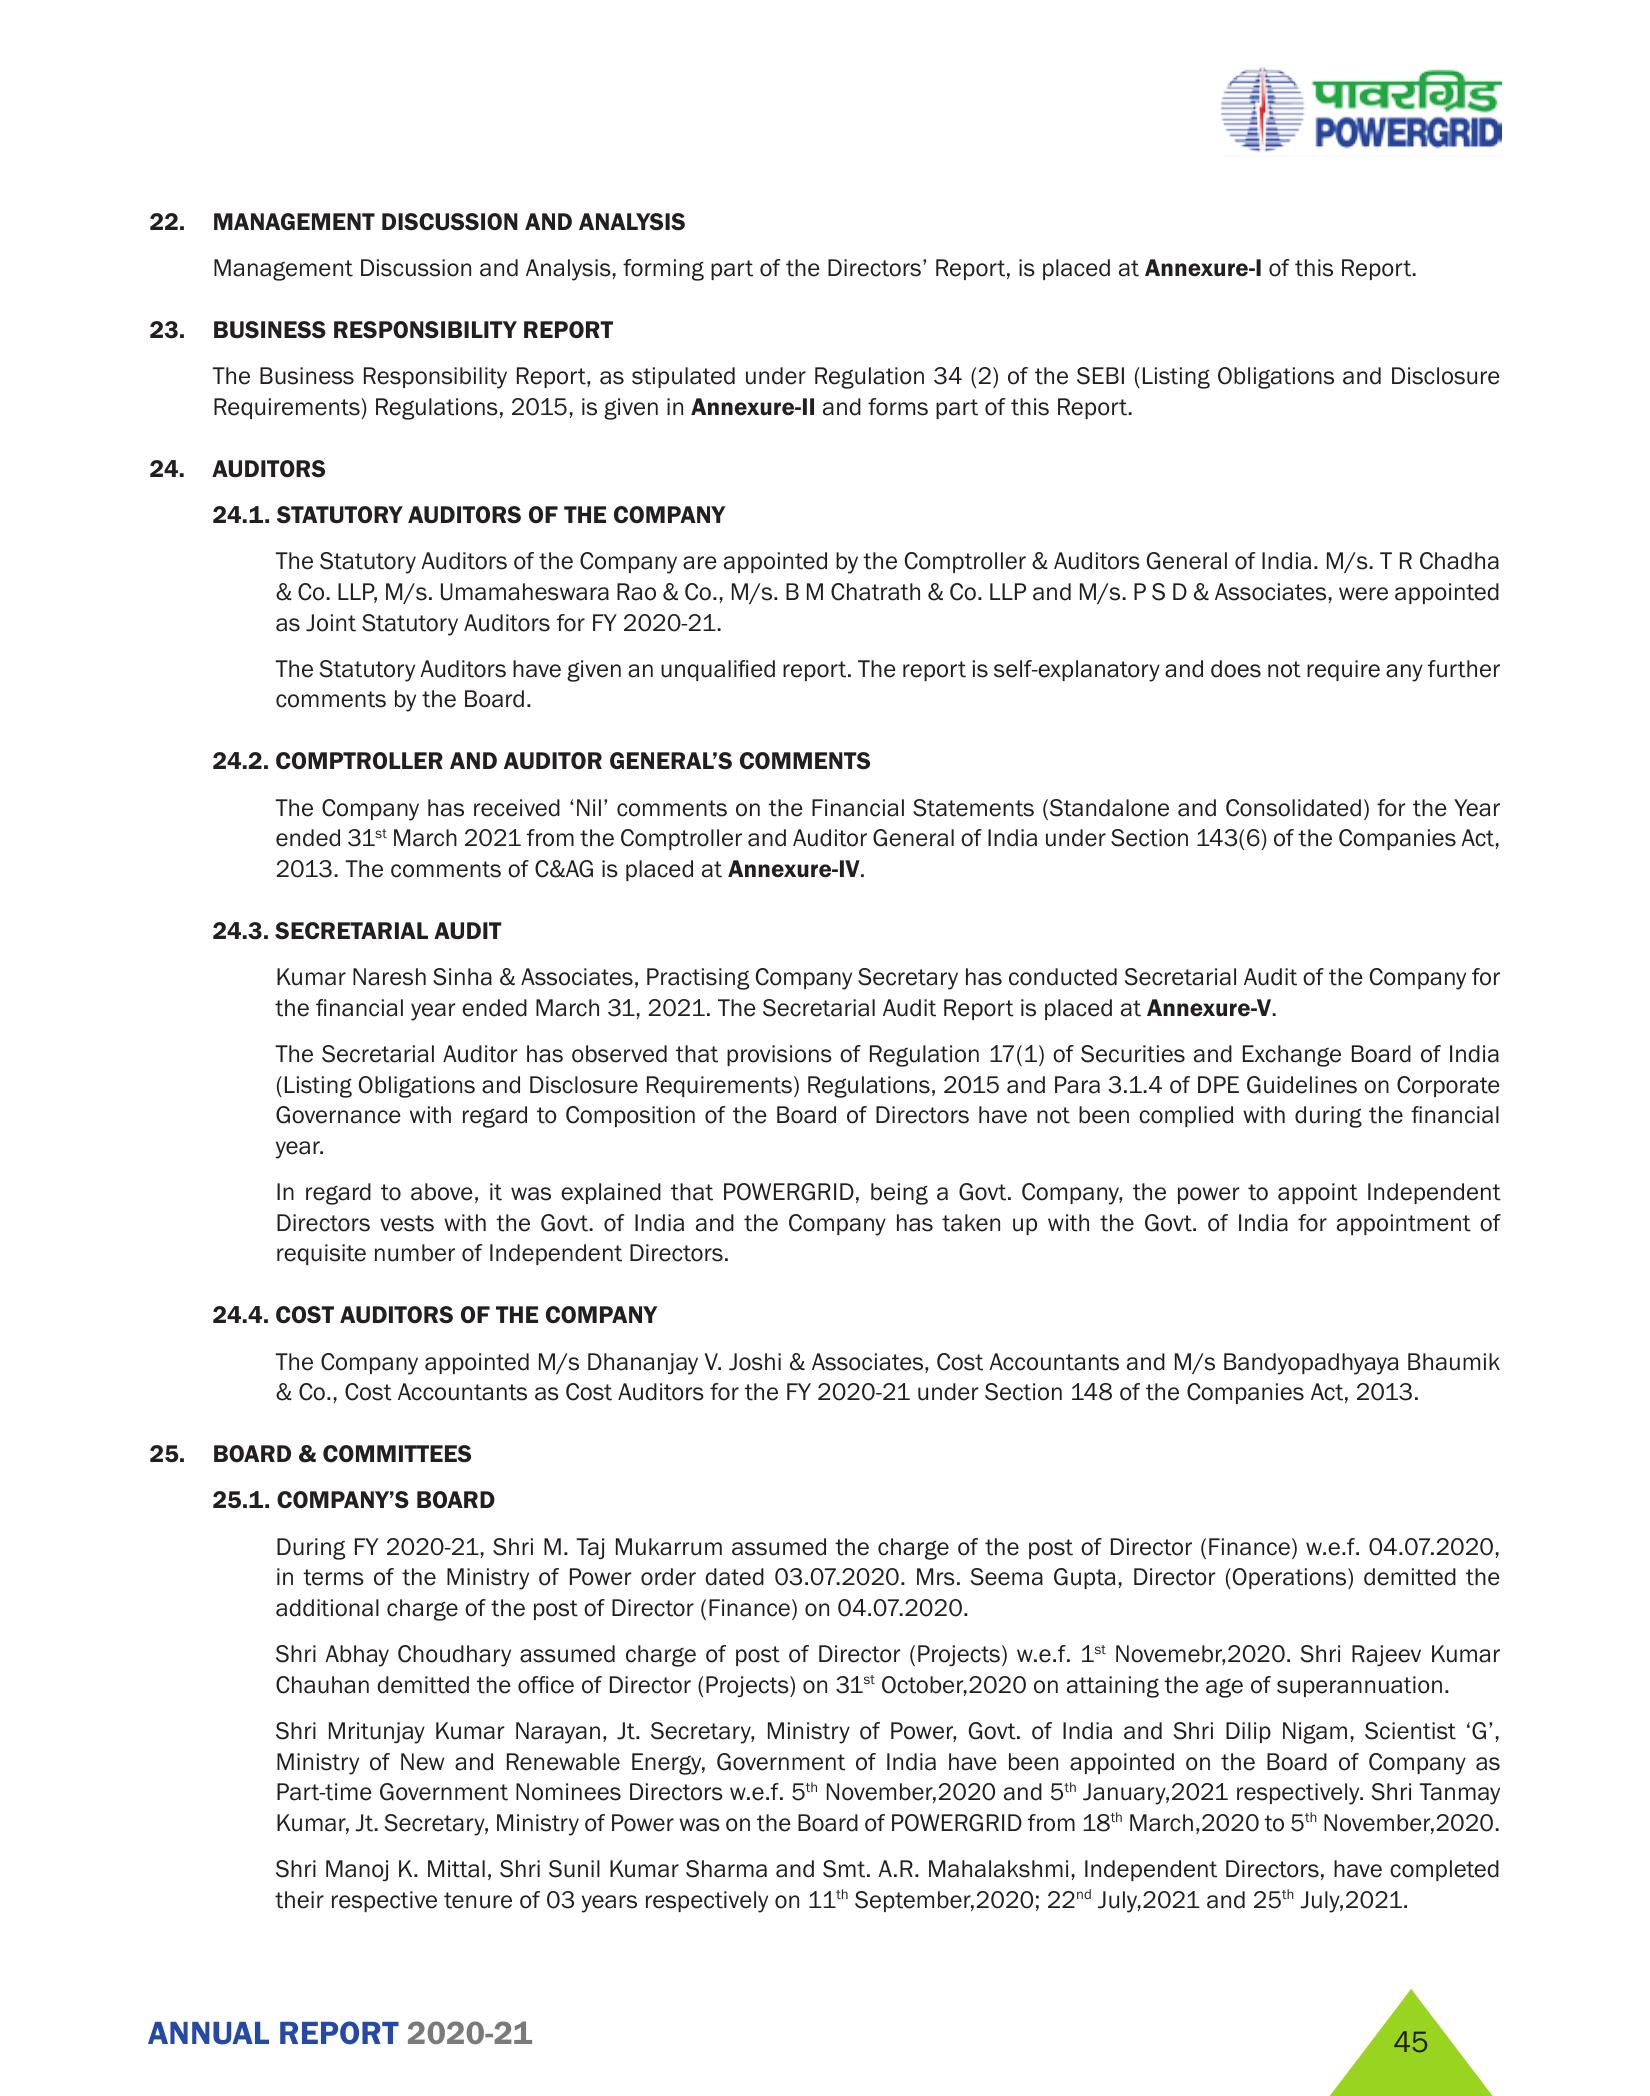 पावरग्रिड
POWERGRID
22. MANAGEMENT DISCUSSION AND ANALYSIS
Management Discussion and Analysis, forming part of the Directors’ Report, is placed at Annexure-I of this Report.
23. BUSINESS RESPONSIBILITY REPORT
The Business Responsibility Report, as stipulated under Regulation 34 (2) of the SEBI (Listing Obligations and Disclosure
Requirements) Regulations, 2015, is given in Annexure-II and forms part of this Report.
24. AUDITORS
24.1. STATUTORY AUDITORS OF THE COMPANY
The Statutory Auditors of the Company are appointed by the Comptroller & Auditors General of India. M/s. T R Chadha
& Co. LLP, M/s. Umamaheswara Rao & Co., M/s. B M Chatrath & Co. LLP and M/s. P S D & Associates, were appointed
as Joint Statutory Auditors for FY 2020-21.
The Statutory Auditors have given an unqualified report. The report is self-explanatory and does not require any further
comments by the Board.
24.2. COMPTROLLER AND AUDITOR GENERAL’S COMMENTS
The Company has received ‘Nil’ comments on the Financial Statements (Standalone and Consolidated) for the Year
ended 31st March 2021 from the Comptroller and Auditor General of India under Section 143(6) of the Companies Act,
2013. The comments of C&AG is placed at Annexure-IV.
24.3. SECRETARIAL AUDIT
Kumar Naresh Sinha & Associates, Practising Company Secretary has conducted Secretarial Audit of the Company for
the financial year ended March 31, 2021. The Secretarial Audit Report is placed at Annexure-V.
The Secretarial Auditor has observed that provisions of Regulation 17(1) of Securities and Exchange Board of India
(Listing Obligations and Disclosure Requirements) Regulations, 2015 and Para 3.1.4 of DPE Guidelines on Corporate
Governance with regard to Composition of the Board of Directors have not been complied with during the financial
year.
In regard to above, it was explained that POWERGRID, being a Govt. Company, the power to appoint Independent
Directors vests with the Govt. of India and the Company has taken up with the Govt. of India for appointment of
requisite number of Independent Directors.
24.4. COST AUDITORS OF THE COMPANY
The Company appointed M/s Dhananjay V. Joshi & Associates, Cost Accountants and M/s Bandyopadhyaya Bhaumik
& Co., Cost Accountants as Cost Auditors for the FY 2020-21 under Section 148 of the Companies Act, 2013.
25. BOARD & COMMITTEES
25.1. COMPANY’S BOARD
During FY 2020-21, Shri M. Taj Mukarrum assumed the charge of the post of Director (Finance) w.e.f. 04.07.2020,
in terms of the Ministry of Power order dated 03.07.2020. Mrs. Seema Gupta, Director (Operations) demitted the
additional charge of the post of Director (Finance) on 04.07.2020.
Shri Abhay Choudhary assumed charge of post of Director (Projects) w.e.f. 1st Novemebr,2020. Shri Rajeev Kumar
Chauhan demitted the office of Director (Projects) on 31st October,2020 on attaining the age of superannuation.
Shri Mritunjay Kumar Narayan, Jt. Secretary, Ministry of Power, Govt. of India and Shri Dilip Nigam, Scientist ‘G’,
Ministry of New and Renewable Energy, Government of India have been appointed on the Board of Company as
Part-time Government Nominees Directors w.e.f. 5th November,2020 and 5th January,2021 respectively. Shri Tanmay
Kumar, Jt. Secretary, Ministry of Power was on the Board of POWERGRID from 18th March,2020 to 5th November,2020.
Shri Manoj K. Mittal, Shri Sunil Kumar Sharma and Smt. A.R. Mahalakshmi, Independent Directors, have completed
their respective tenure of 03 years respectively on 11th September,2020; 22nd July,2021 and 25th July,2021.
ANNUAL REPORT 2020-21
45